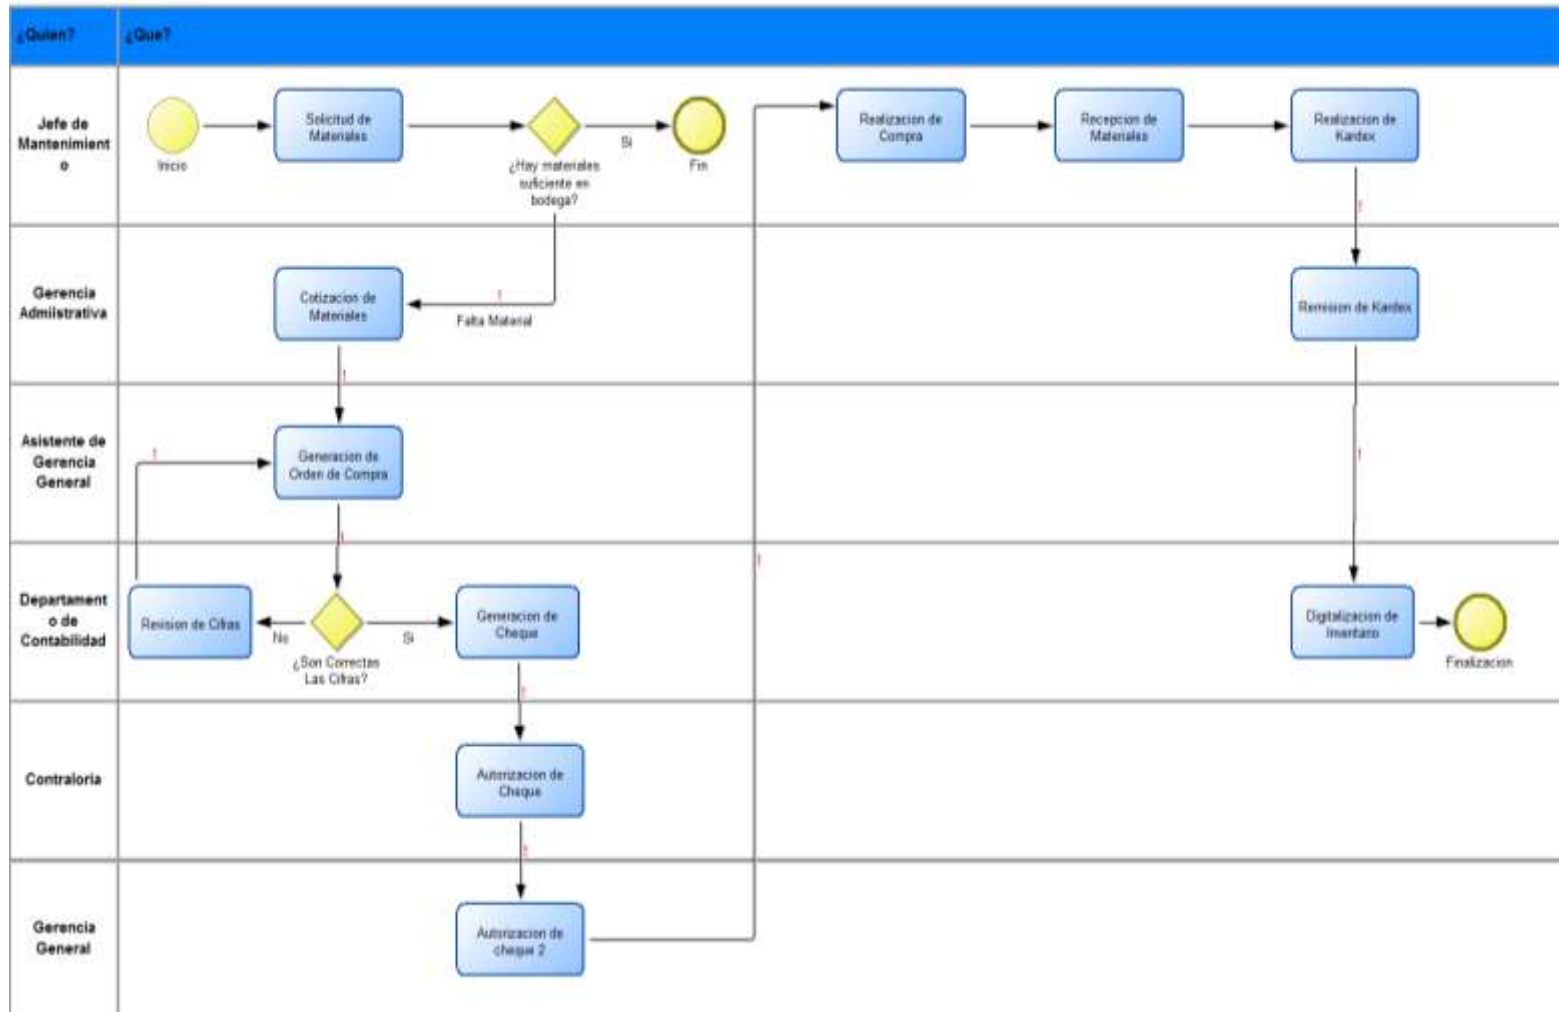 ¿Quien?
¿Que?
Jefe de
Mantenimient
o
Inicio
Solicitud de
Materiales
¿Hay materiales
suficiente en
bodega?
Si
Fin
Realizacion de
Compra
Recepcion de
Materiales
Realizacion de
Kardex
!
Gerencia
Admiistrativa
Cotizacion de
Materiales
!
Falta Material
Remision de Kardex
!
Asistente de
Gerencia
General
!
Generacion de
Orden de Compra
!
!
Departament
o de
Contabilidad
Revision de Cifras
No
¿Son Correctas
Las Cifras?
Si
Generacion de
Cheque
!
!
Digitalizacion de
Inventario
Finalizacion
Contraloria
Autorizacion de
Cheque
!
Gerencia
General
Autorizacion de
cheque 2